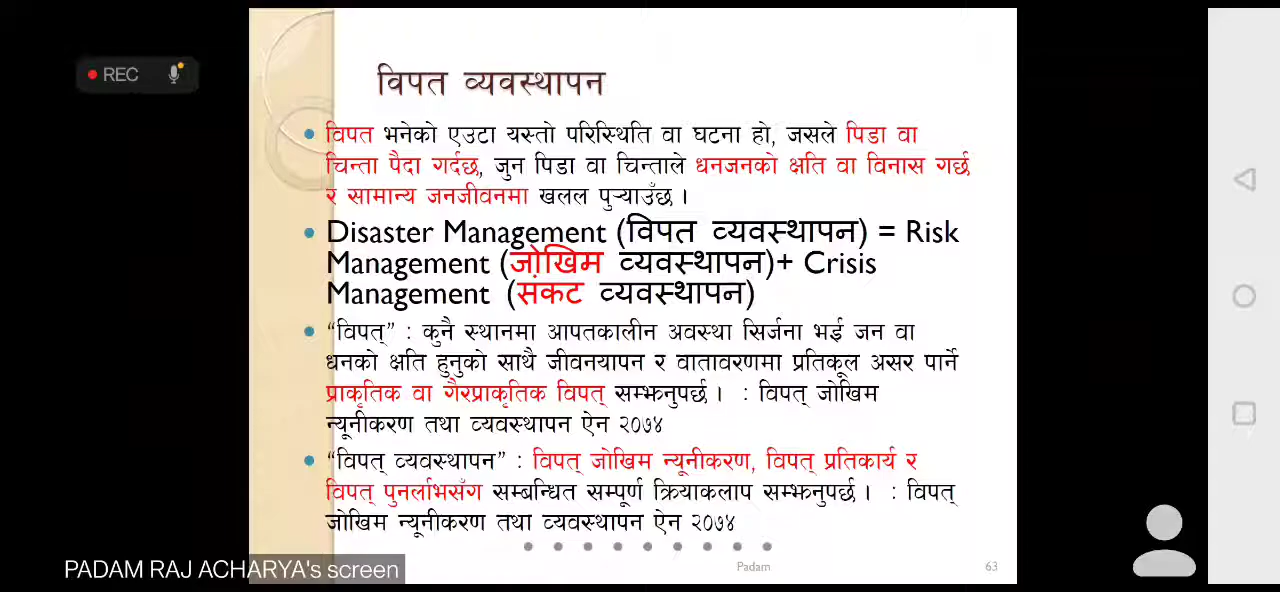 REC
विपत व्यवस्थापन
विपत भनेको एउटा यस्तो परिस्थिति वा घटना हो, जसले पिडा वा
चिन्ता पैदा गर्दछ, जुन पिडा वा चिन्ताले धनजनको क्षति वा विनास गर्छ
र सामान्य जनजीवनमा खलल पुऱ्याउँछ ।
Disaster Management (विपत व्यवस्थापन) = Risk
Management (जोखिम व्यवस्थापन)+ Crisis
Management (संकट व्यवस्थापन)
“विपत्” : कुनै स्थानमा आपतकालीन अवस्था सिर्जना भई जन वा
धनको क्षति हुनुको साथै जीवनयापन र वातावरणमा प्रतिकूल असर पार्ने
प्राकृतिक वा गैरप्राकृतिक विपत् सम्झनुपर्छ । : विपत् जोखिम
न्यूनीकरण तथा व्यवस्थापन ऐन २०७४
“विपत् व्यवस्थापन” : विपत् जोखिम न्यूनीकरण, विपत् प्रतिकार्य र
विपत् पुनर्लाभसँग सम्बन्धित सम्पूर्ण क्रियाकलाप सम्झनुपर्छ । : विपत्
जोखिम न्यूनीकरण तथा व्यवस्थापन ऐन २०७४
Padam 63
PADAM RAJ ACHARYA's screen